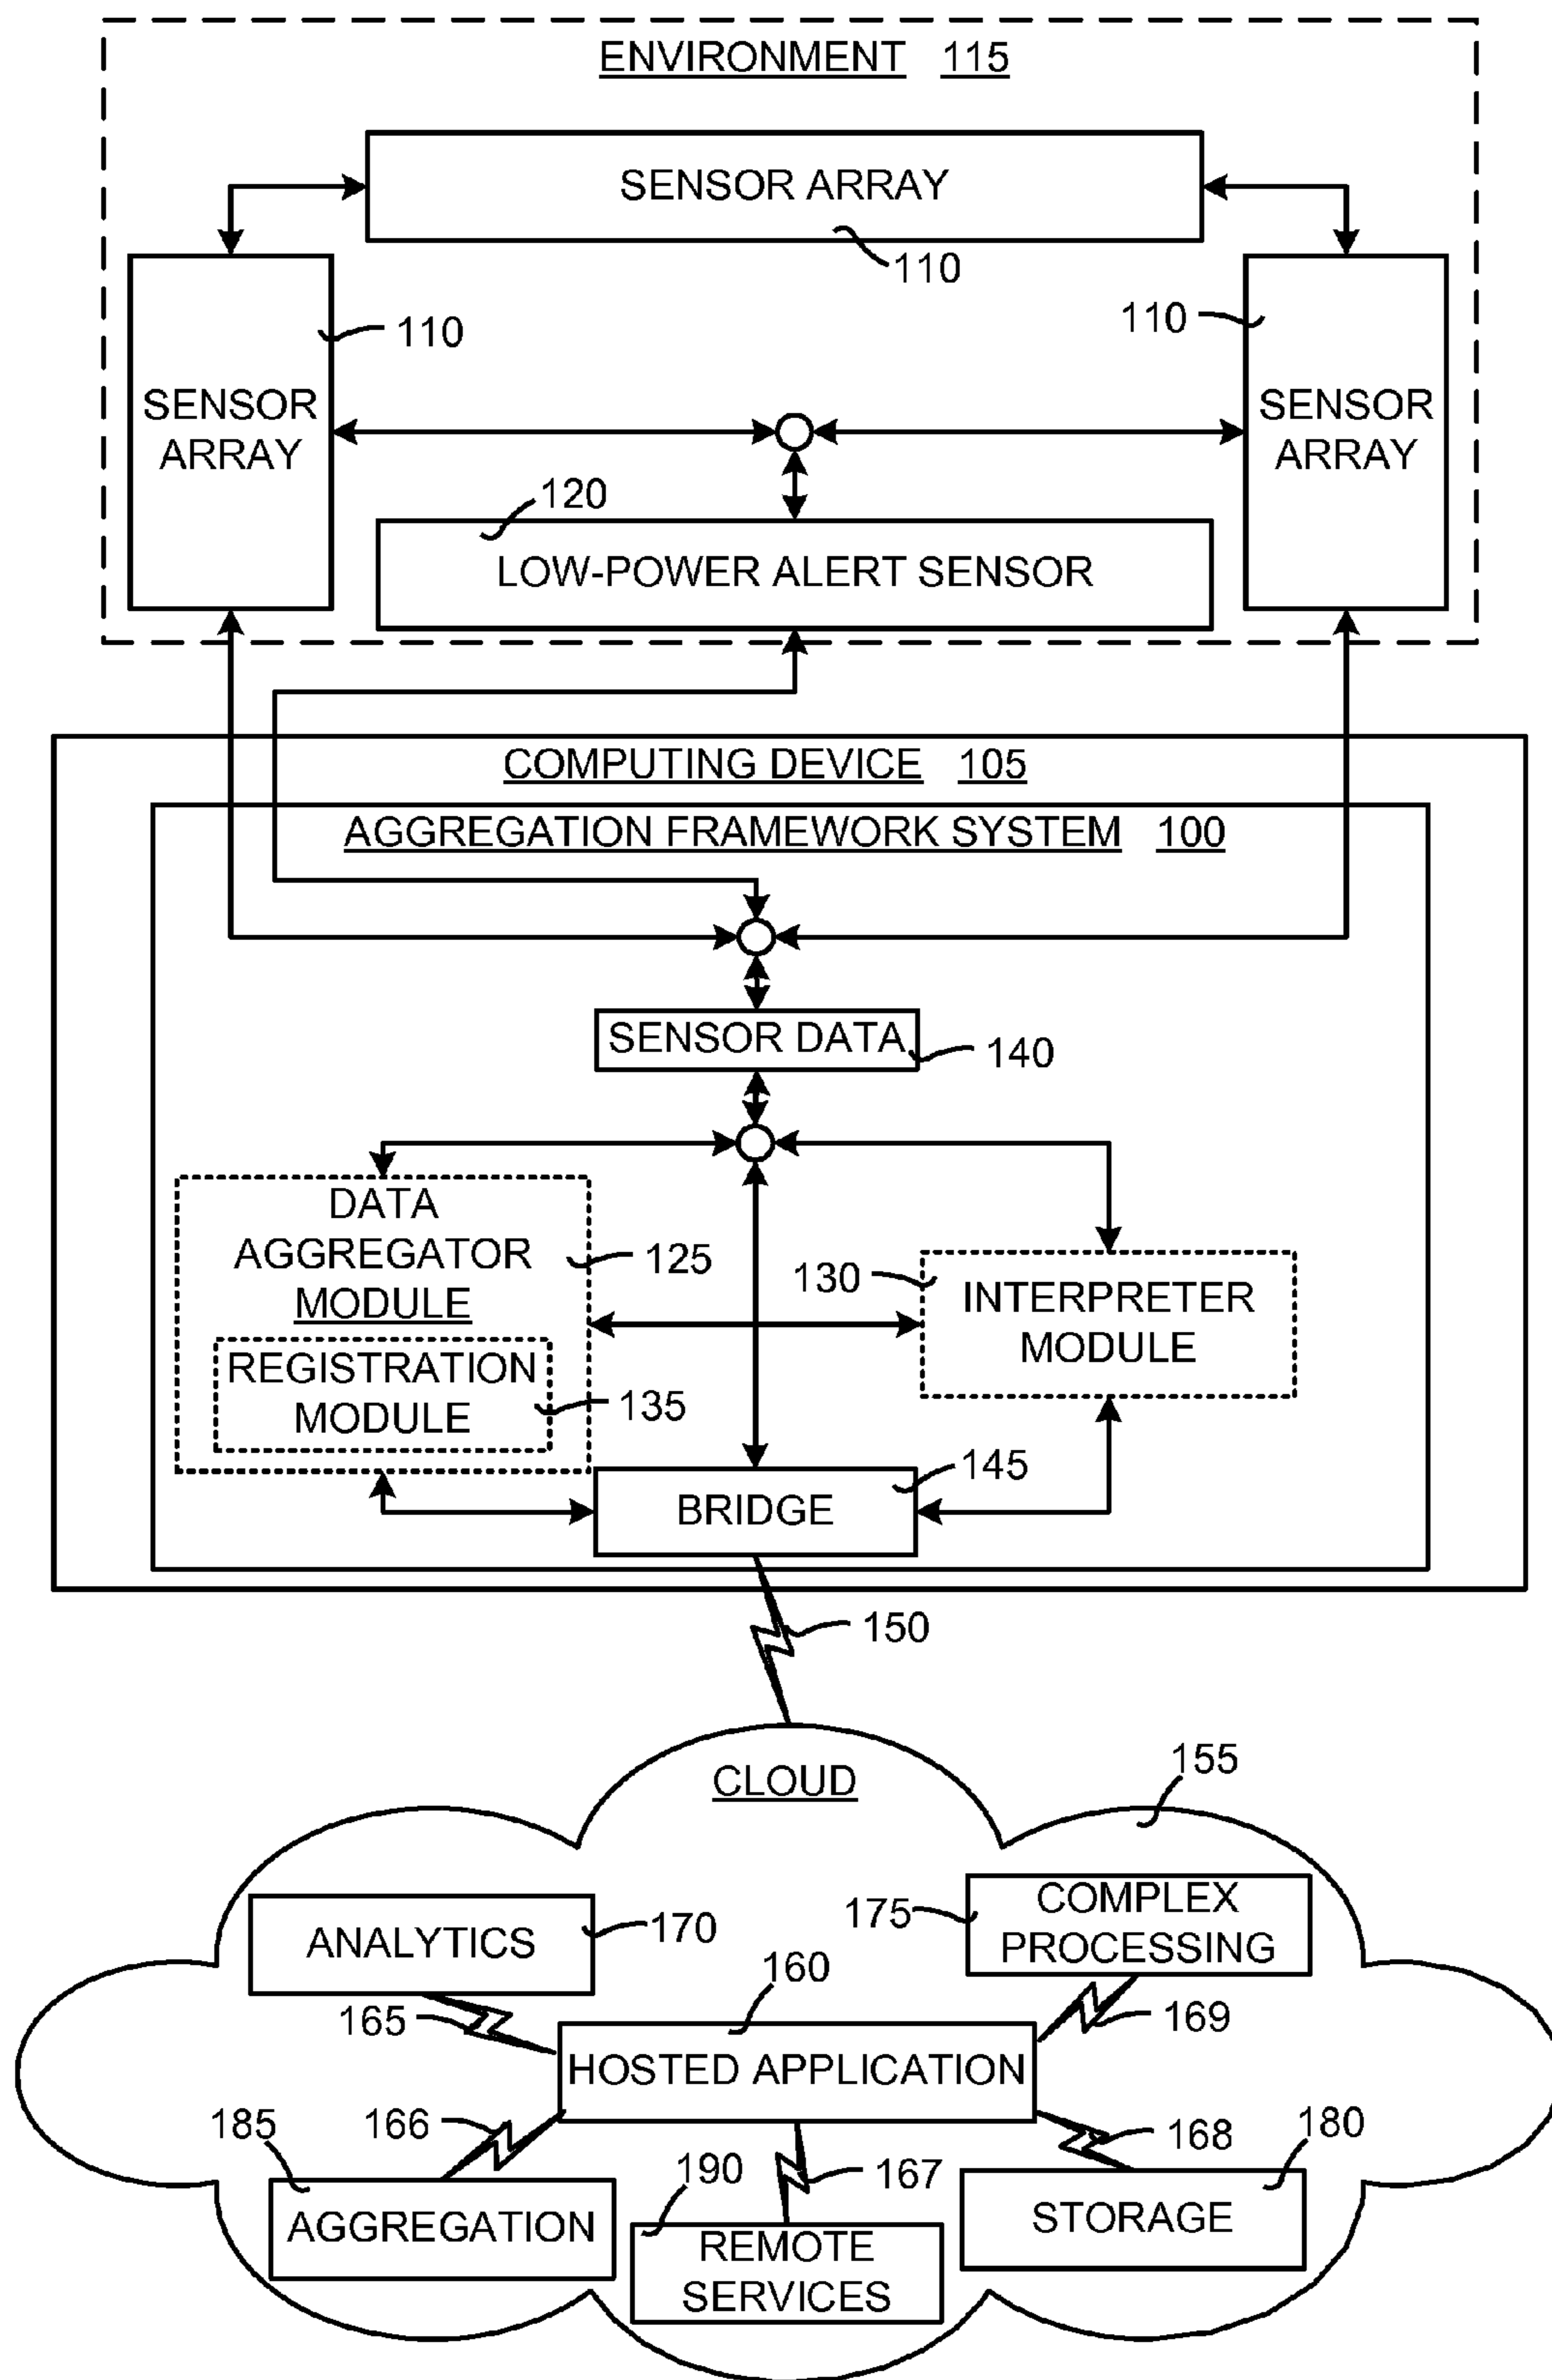 ENVIRONMENT 115
SENSOR ARRAY
110
110
110
SENSOR
ARRAY
SENSOR
ARRAY
120
LOW-POWER ALERT SENSOR
COMPUTING DEVICE 105
AGGREGATION FRAMEWORK SYSTEM 100
SENSOR DATA
140
DATA
AGGREGATOR
MODULE
125
130
INTERPRETER
MODULE
REGISTRATION
MODULE
135
145
BRIDGE
150
CLOUD
155
ANALYTICS
170
175
COMPLEX
PROCESSING
160
165
169
HOSTED APPLICATION
185
166
168
180
190
167
AGGREGATION
REMOTE
SERVICES
STORAGE